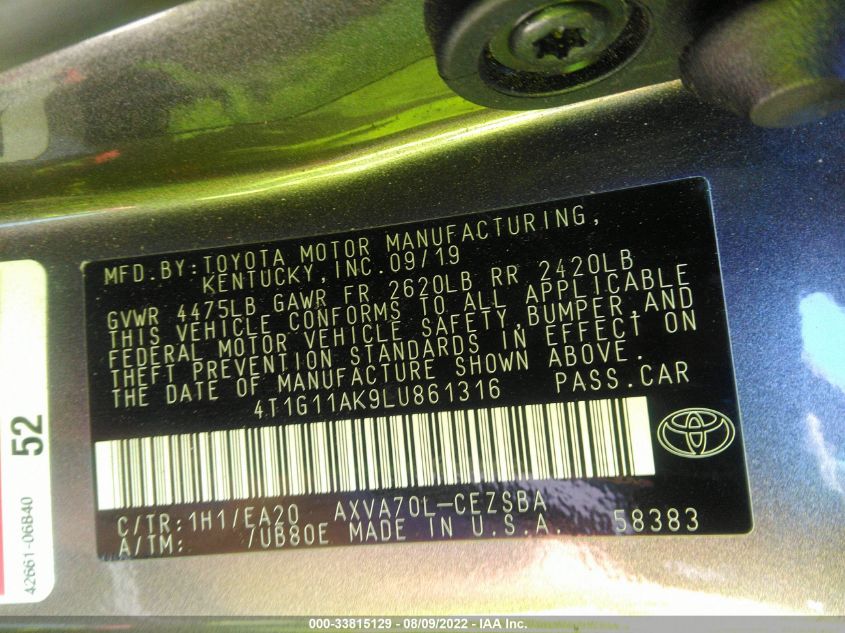 MFD.BY:TOYOTA MOTOR MANUFACTURING,
KENTUCKY,INC.09/19
GVWR 4475LB GAWR FR 2620LB RR 2420LB
THIS VEHICLE CONFORMS TO ALL APPLICABLE
FEDERAL MOTOR VEHICLE SAFETY,BUMPER,AND
THEFT PREVENTION STANDARDS IN EFFECT ON
THE DATE OF MANUFACTURE SHOWN ABOVE.
4T1G11AK9LU861316 PASS.CAR
C/TR:1H1/EA20 AXVA70L-CEZSBA
A/TM: /UB80E MADE IN U.S.A. 58383
52
42661-06B40
000-33815129 - 08/09/2022 - IAA Inc.